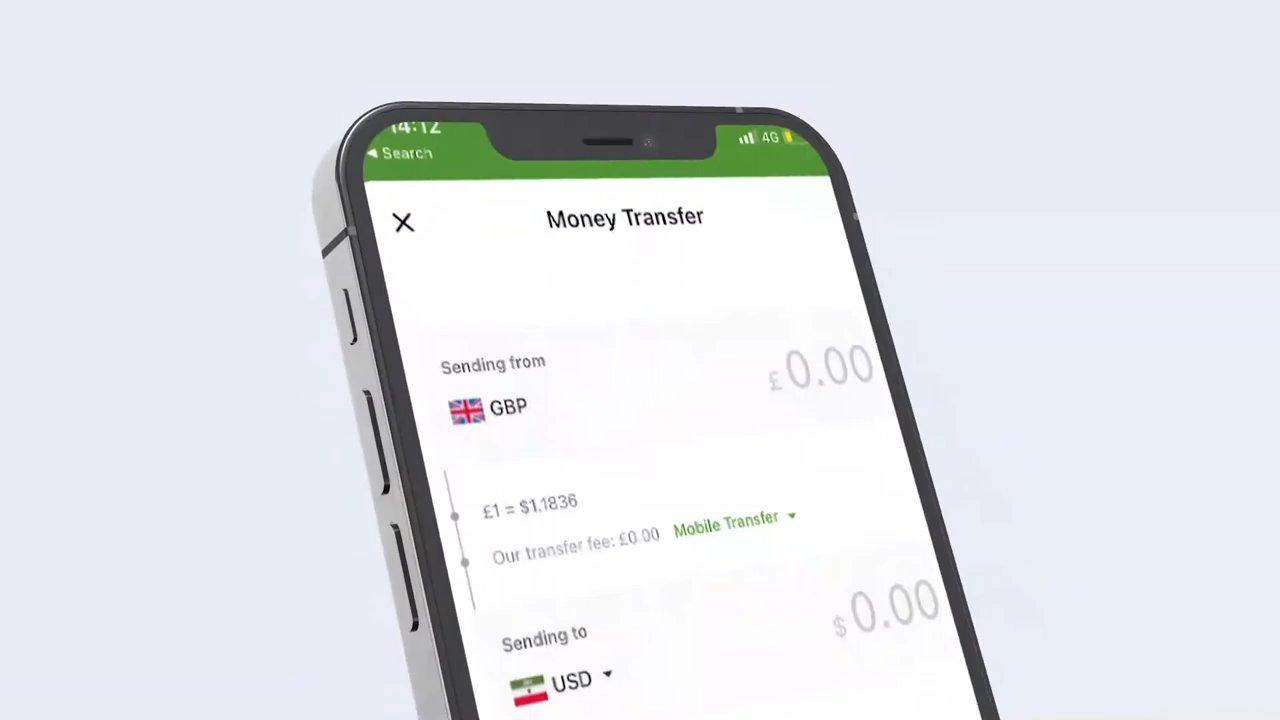 14:12
4G
◀ Search
Money Transfer
Sending from
£0.00
GBP
£1 = $1.1836
Our transfer fee: £0.00 Mobile Transfer
Sending to
$0.00
USD